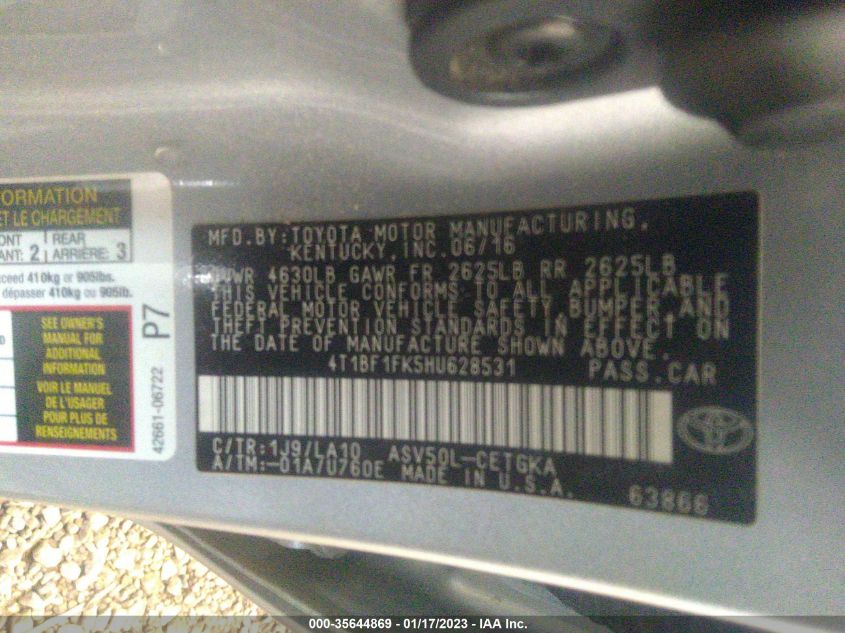 ORMATION
ET LE CHARGEMENT
ONT | REAR
ANT: 2 | ARRIÈRE: 3
xceed 410kg or 905lbs.
dépasser 410kg ou 905lb.
SEE OWNER'S
MANUAL FOR
ADDITIONAL
INFORMATION
VOIR LE MANUEL
DE L'USAGER
POUR PLUS DE
RENSEIGNEMENTS
P7
42661-06722
MFD.BY:TOYOTA MOTOR MANUFACTURING,
KENTUCKY,INC.06/16
GVWR 4630LB GAWR FR 2625LB RR 2625LB
THIS VEHICLE CONFORMS TO ALL APPLICABLE
FEDERAL MOTOR VEHICLE SAFETY,BUMPER,AND
THEFT PREVENTION STANDARDS IN EFFECT ON
THE DATE OF MANUFACTURE SHOWN ABOVE.
4T1BF1FK5HU628531 PASS.CAR
C/TR:1J9/LA10 ASV50L-CETGKA
A/TM:-01A/U760E MADE IN U.S.A.
63866
TOYOTA
000-35644869 - 01/17/2023 - IAA Inc.